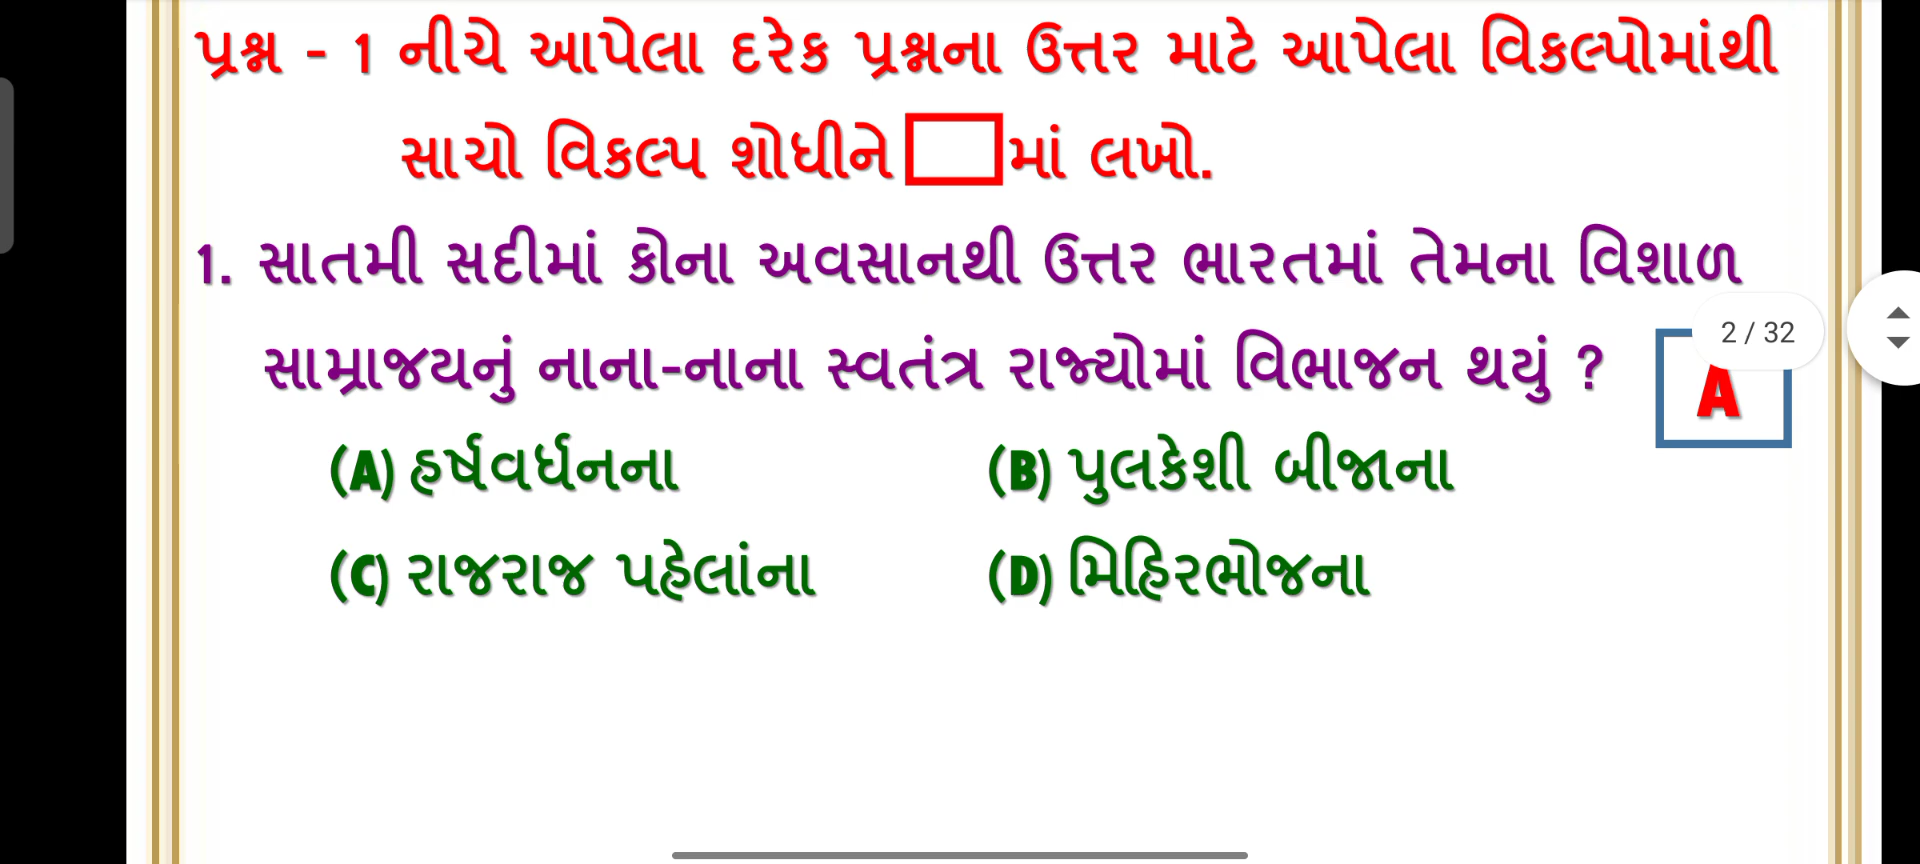 પ્રશ્ન - 1 નીચે આપેલા દરેક પ્રશ્નના ઉત્તર માટે આપેલા વિકલ્પોમાંથી
સાચો વિકલ્પ શોધીને માં લખો.
1. સાતમી સદીમાં કોના અવસાનથી ઉત્તર ભારતમાં તેમના વિશાળ
સામ્રાજયનું નાના-નાના સ્વતંત્ર રાજ્યોમાં વિભાજન થયું ?
2 / 32
A
(A) હર્ષવર્ધનના (B) પુલકેશી બીજાના
(C) રાજરાજ પહેલાંના (D) મિહિરભોજના